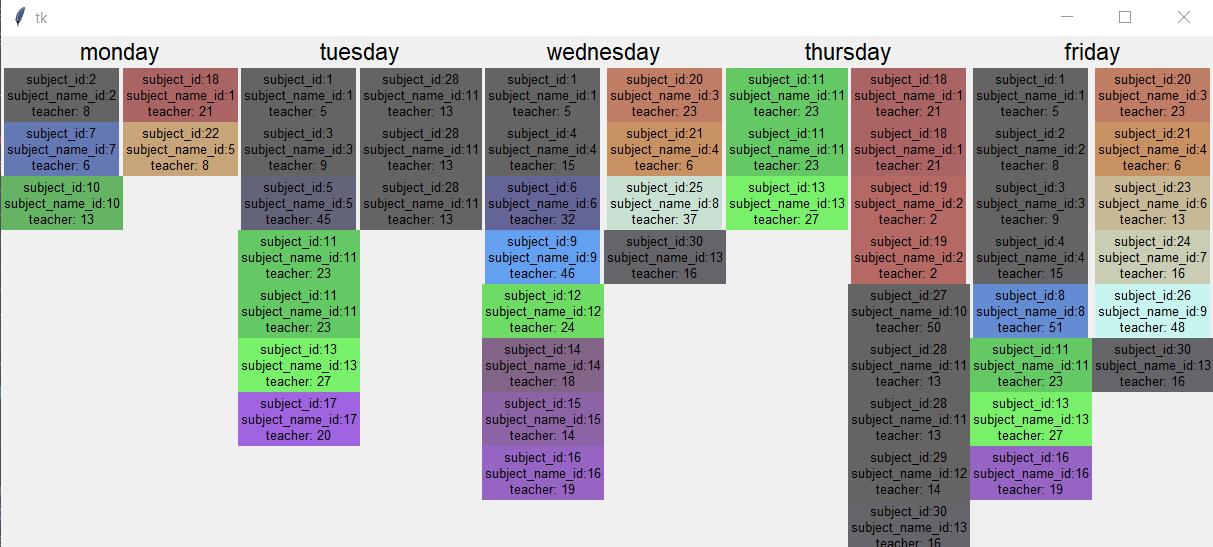 tk
monday
subject_id:2
subject_name_id:2
teacher: 8
subject_id:7
subject_name_id:7
teacher: 6
subject_id:10
subject_name_id:10
teacher: 13
subject_id:18
subject_name_id:1
teacher: 21
subject_id:22
subject_name_id:5
teacher: 8
tuesday
subject_id:1
subject_name_id:1
teacher: 5
subject_id:3
subject_name_id:3
teacher: 9
subject_id:5
subject_name_id:5
teacher: 45
subject_id:11
subject_name_id:11
teacher: 23
subject_id:11
subject_name_id:11
teacher: 23
subject_id:13
subject_name_id:13
teacher: 27
subject_id:17
subject_name_id:17
teacher: 20
subject_id:28
subject_name_id:11
teacher: 13
subject_id:28
subject_name_id:11
teacher: 13
subject_id:28
subject_name_id:11
teacher: 13
wednesday
subject_id:1
subject_name_id:1
teacher: 5
subject_id:4
subject_name_id:4
teacher: 15
subject_id:6
subject_name_id:6
teacher: 32
subject_id:9
subject_name_id:9
teacher: 46
subject_id:12
subject_name_id:12
teacher: 24
subject_id:14
subject_name_id:14
teacher: 18
subject_id:15
subject_name_id:15
teacher: 14
subject_id:16
subject_name_id:16
teacher: 19
subject_id:20
subject_name_id:3
teacher: 23
subject_id:21
subject_name_id:4
teacher: 6
subject_id:25
subject_name_id:8
teacher: 37
subject_id:30
subject_name_id:13
teacher: 16
thursday
subject_id:11
subject_name_id:11
teacher: 23
subject_id:11
subject_name_id:11
teacher: 23
subject_id:13
subject_name_id:13
teacher: 27
subject_id:18
subject_name_id:1
teacher: 21
subject_id:18
subject_name_id:1
teacher: 21
subject_id:19
subject_name_id:2
teacher: 2
subject_id:19
subject_name_id:2
teacher: 2
subject_id:27
subject_name_id:10
teacher: 50
subject_id:28
subject_name_id:11
teacher: 13
subject_id:28
subject_name_id:11
teacher: 13
subject_id:29
subject_name_id:12
teacher: 14
subject_id:30
subject_name_id:13
teacher: 16
friday
subject_id:1
subject_name_id:1
teacher: 5
subject_id:2
subject_name_id:2
teacher: 8
subject_id:3
subject_name_id:3
teacher: 9
subject_id:4
subject_name_id:4
teacher: 15
subject_id:8
subject_name_id:8
teacher: 51
subject_id:11
subject_name_id:11
teacher: 23
subject_id:13
subject_name_id:13
teacher: 27
subject_id:16
subject_name_id:16
teacher: 19
subject_id:20
subject_name_id:3
teacher: 23
subject_id:21
subject_name_id:4
teacher: 6
subject_id:23
subject_name_id:6
teacher: 13
subject_id:24
subject_name_id:7
teacher: 16
subject_id:26
subject_name_id:9
teacher: 48
subject_id:30
subject_name_id:13
teacher: 16